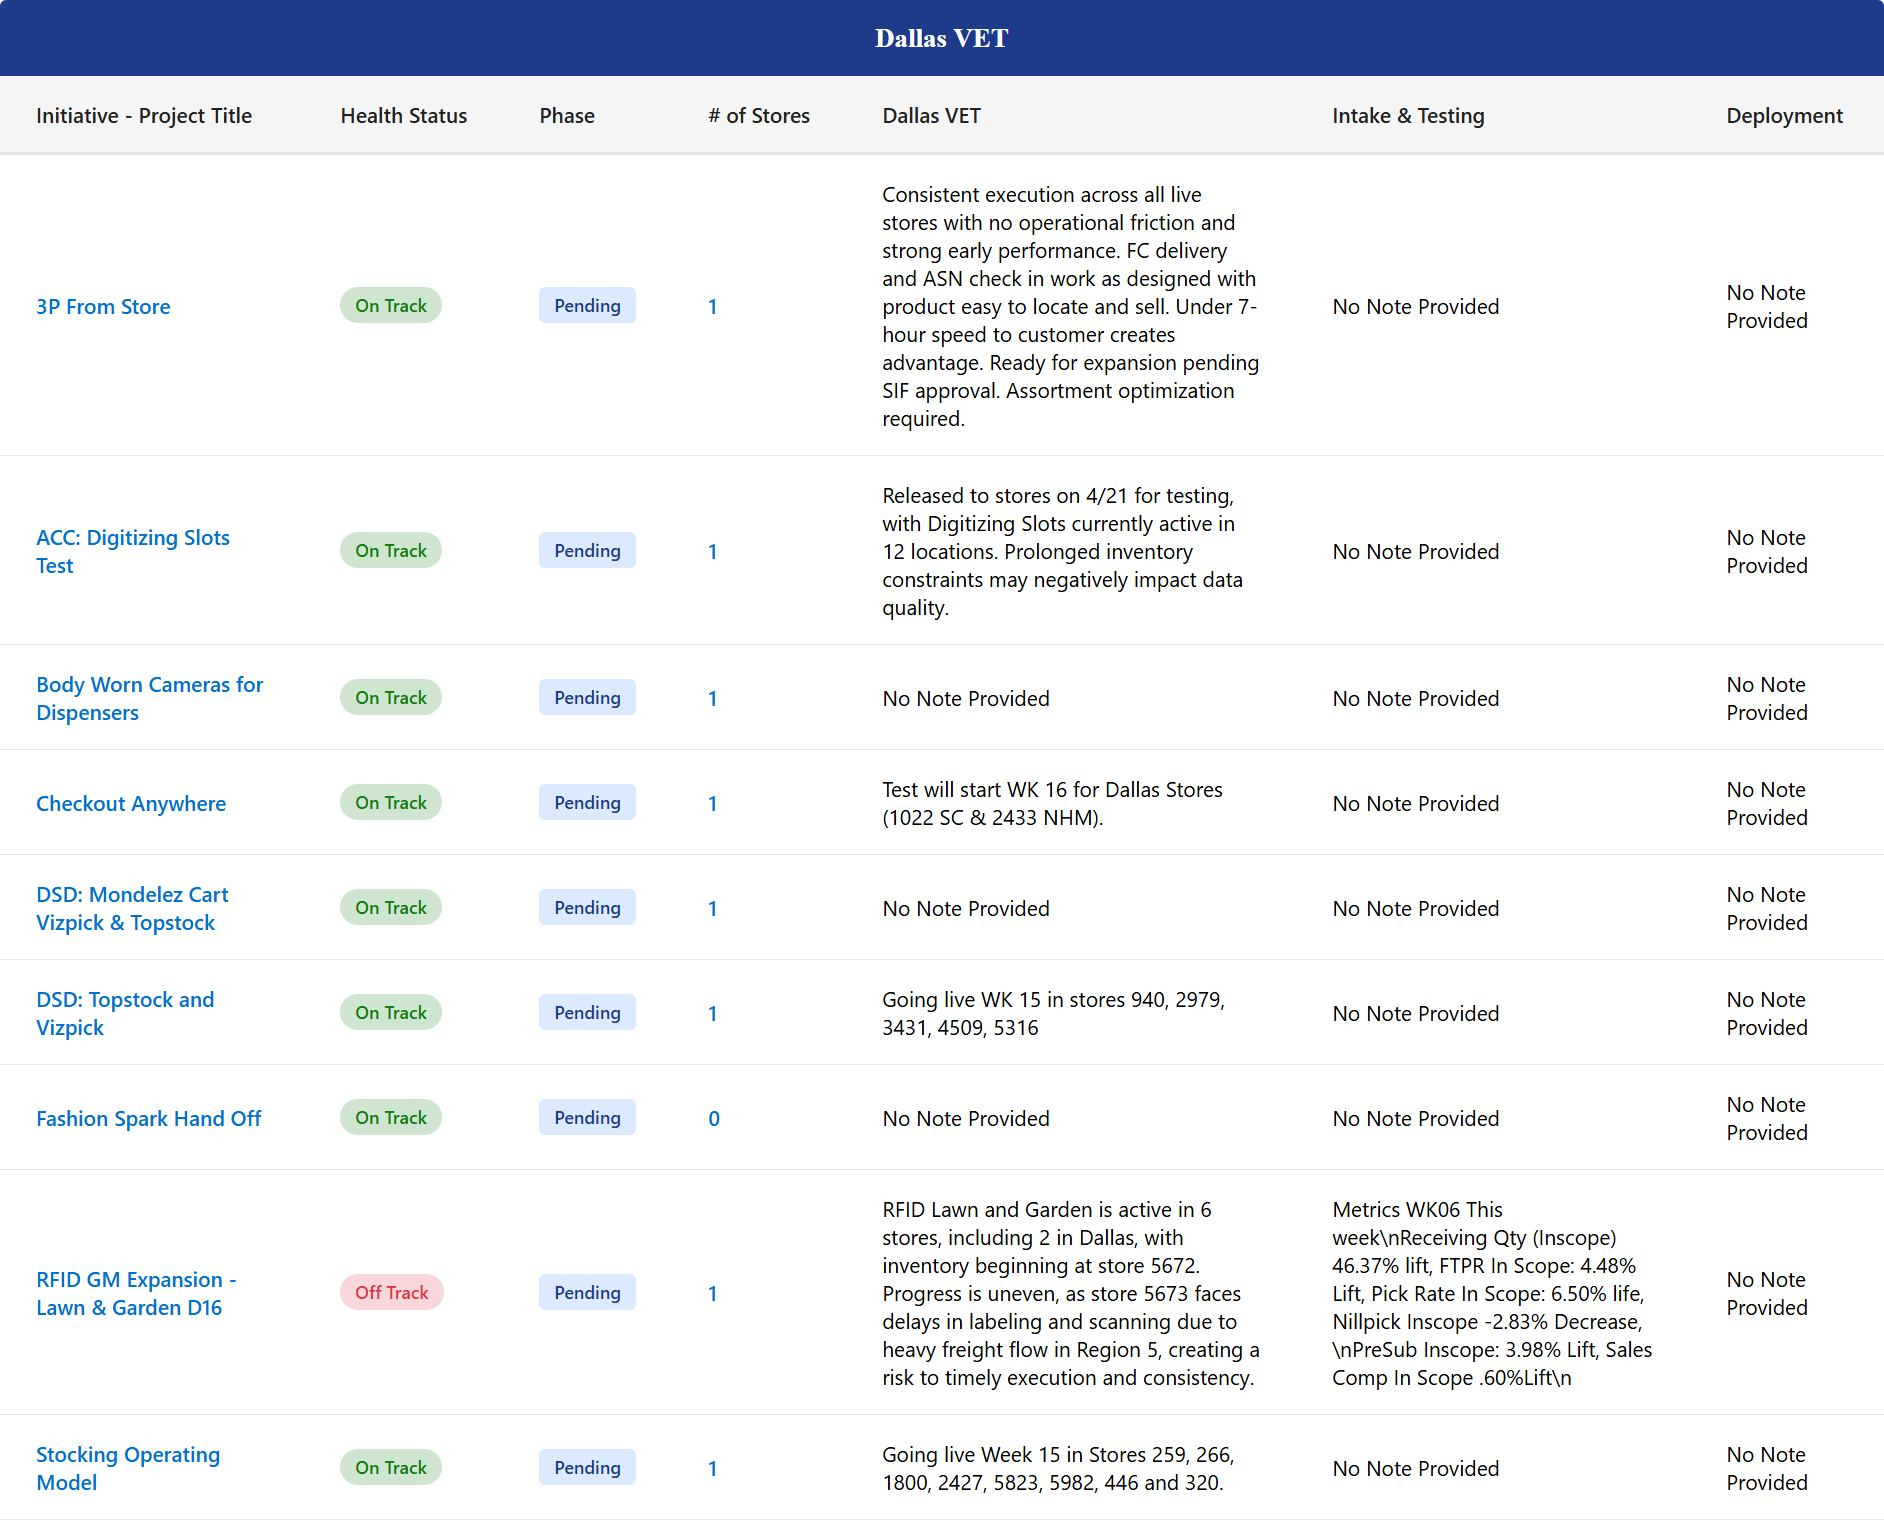 Dallas VET
Initiative - Project Title
Health Status
Phase
# of Stores
Dallas VET
Intake & Testing
Deployment
3P From Store
On Track
Pending
1
Consistent execution across all live
stores with no operational friction and
strong early performance. FC delivery
and ASN check in work as designed with
product easy to locate and sell. Under 7-
hour speed to customer creates
advantage. Ready for expansion pending
SIF approval. Assortment optimization
required.
No Note Provided
No Note
Provided
ACC: Digitizing Slots
Test
On Track
Pending
1
Released to stores on 4/21 for testing,
with Digitizing Slots currently active in
12 locations. Prolonged inventory
constraints may negatively impact data
quality.
No Note Provided
No Note
Provided
Body Worn Cameras for
Dispensers
On Track
Pending
1
No Note Provided
No Note Provided
No Note
Provided
Checkout Anywhere
On Track
Pending
1
Test will start WK 16 for Dallas Stores
(1022 SC & 2433 NHM).
No Note Provided
No Note
Provided
DSD: Mondelez Cart
Vizpick & Topstock
On Track
Pending
1
No Note Provided
No Note Provided
No Note
Provided
DSD: Topstock and
Vizpick
On Track
Pending
1
Going live WK 15 in stores 940, 2979,
3431, 4509, 5316
No Note Provided
No Note
Provided
Fashion Spark Hand Off
On Track
Pending
0
No Note Provided
No Note Provided
No Note
Provided
RFID GM Expansion -
Lawn & Garden D16
Off Track
Pending
1
RFID Lawn and Garden is active in 6
stores, including 2 in Dallas, with
inventory beginning at store 5672.
Progress is uneven, as store 5673 faces
delays in labeling and scanning due to
heavy freight flow in Region 5, creating a
risk to timely execution and consistency.
Metrics WK06 This
week\nReceiving Qty (Inscope)
46.37% lift, FTPR In Scope: 4.48%
Lift, Pick Rate In Scope: 6.50% life,
Nillpick Inscope -2.83% Decrease,
\nPreSub Inscope: 3.98% Lift, Sales
Comp In Scope .60%Lift\n
No Note
Provided
Stocking Operating
Model
On Track
Pending
1
Going live Week 15 in Stores 259, 266,
1800, 2427, 5823, 5982, 446 and 320.
No Note Provided
No Note
Provided